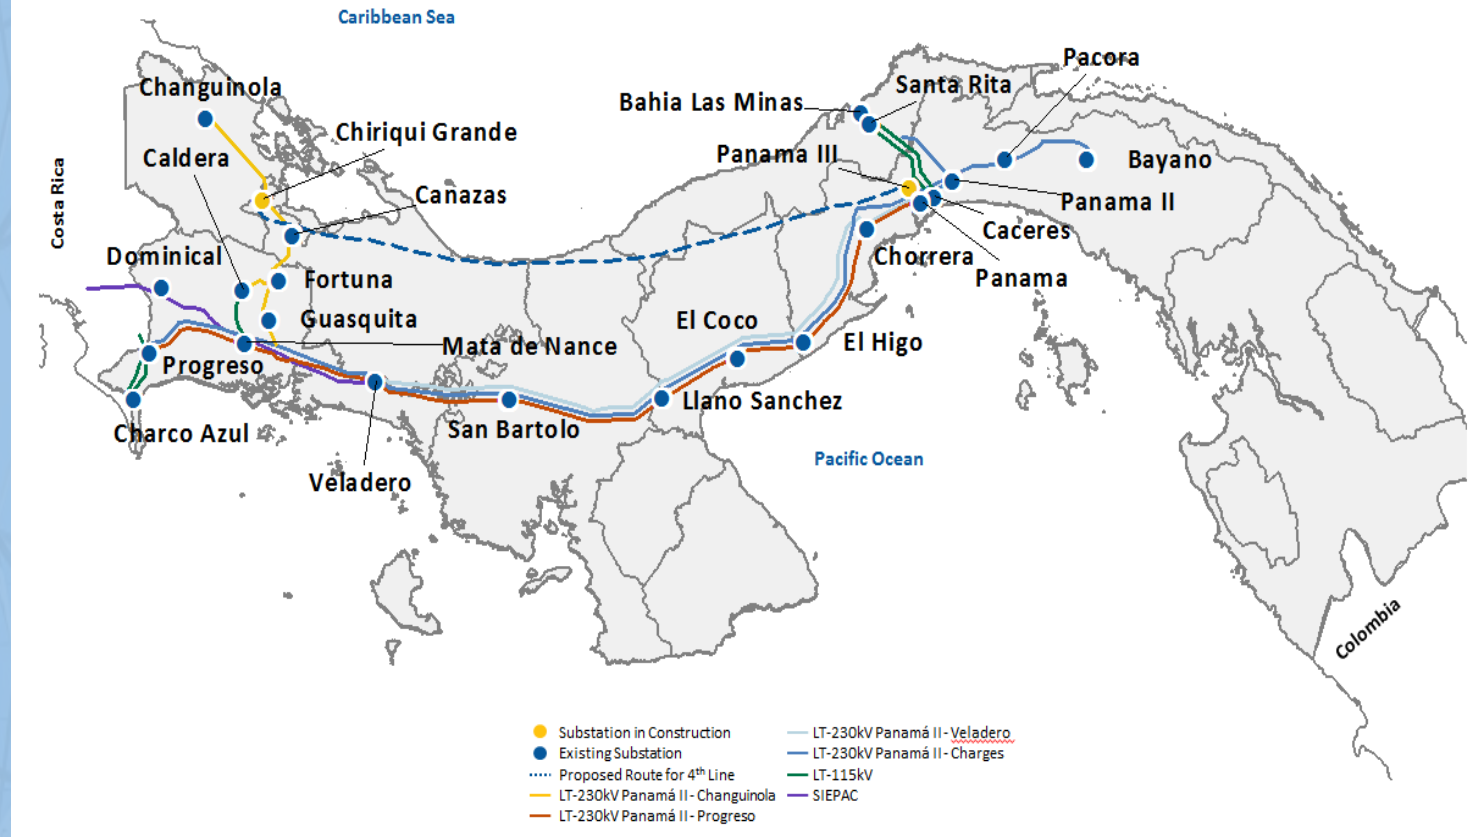 Caribbean Sea
Pacora
Changuinola
Santa Rita
Bahia Las Minas
Chiriqui Grande
Caldera
Panama III
Bayano
Costa Rica
Canazas
Panama II
Caceres
Dominical
Chorrera
Fortuna
Panama
Guasquita
El Coco
El Higo
Mata de Nance
Progreso
Llano Sanchez
Charco Azul
San Bartolo
Pacific Ocean
Veladero
Colombia
Substation in Construction
Existing Substation
Proposed Route for 4th Line
LT-230kV Panamá II - Changuinola
LT-230kV Panamá II - Progreso
LT-230kV Panamá II - Veladero
LT-230kV Panamá II - Charges
LT-115kV
SIEPAC